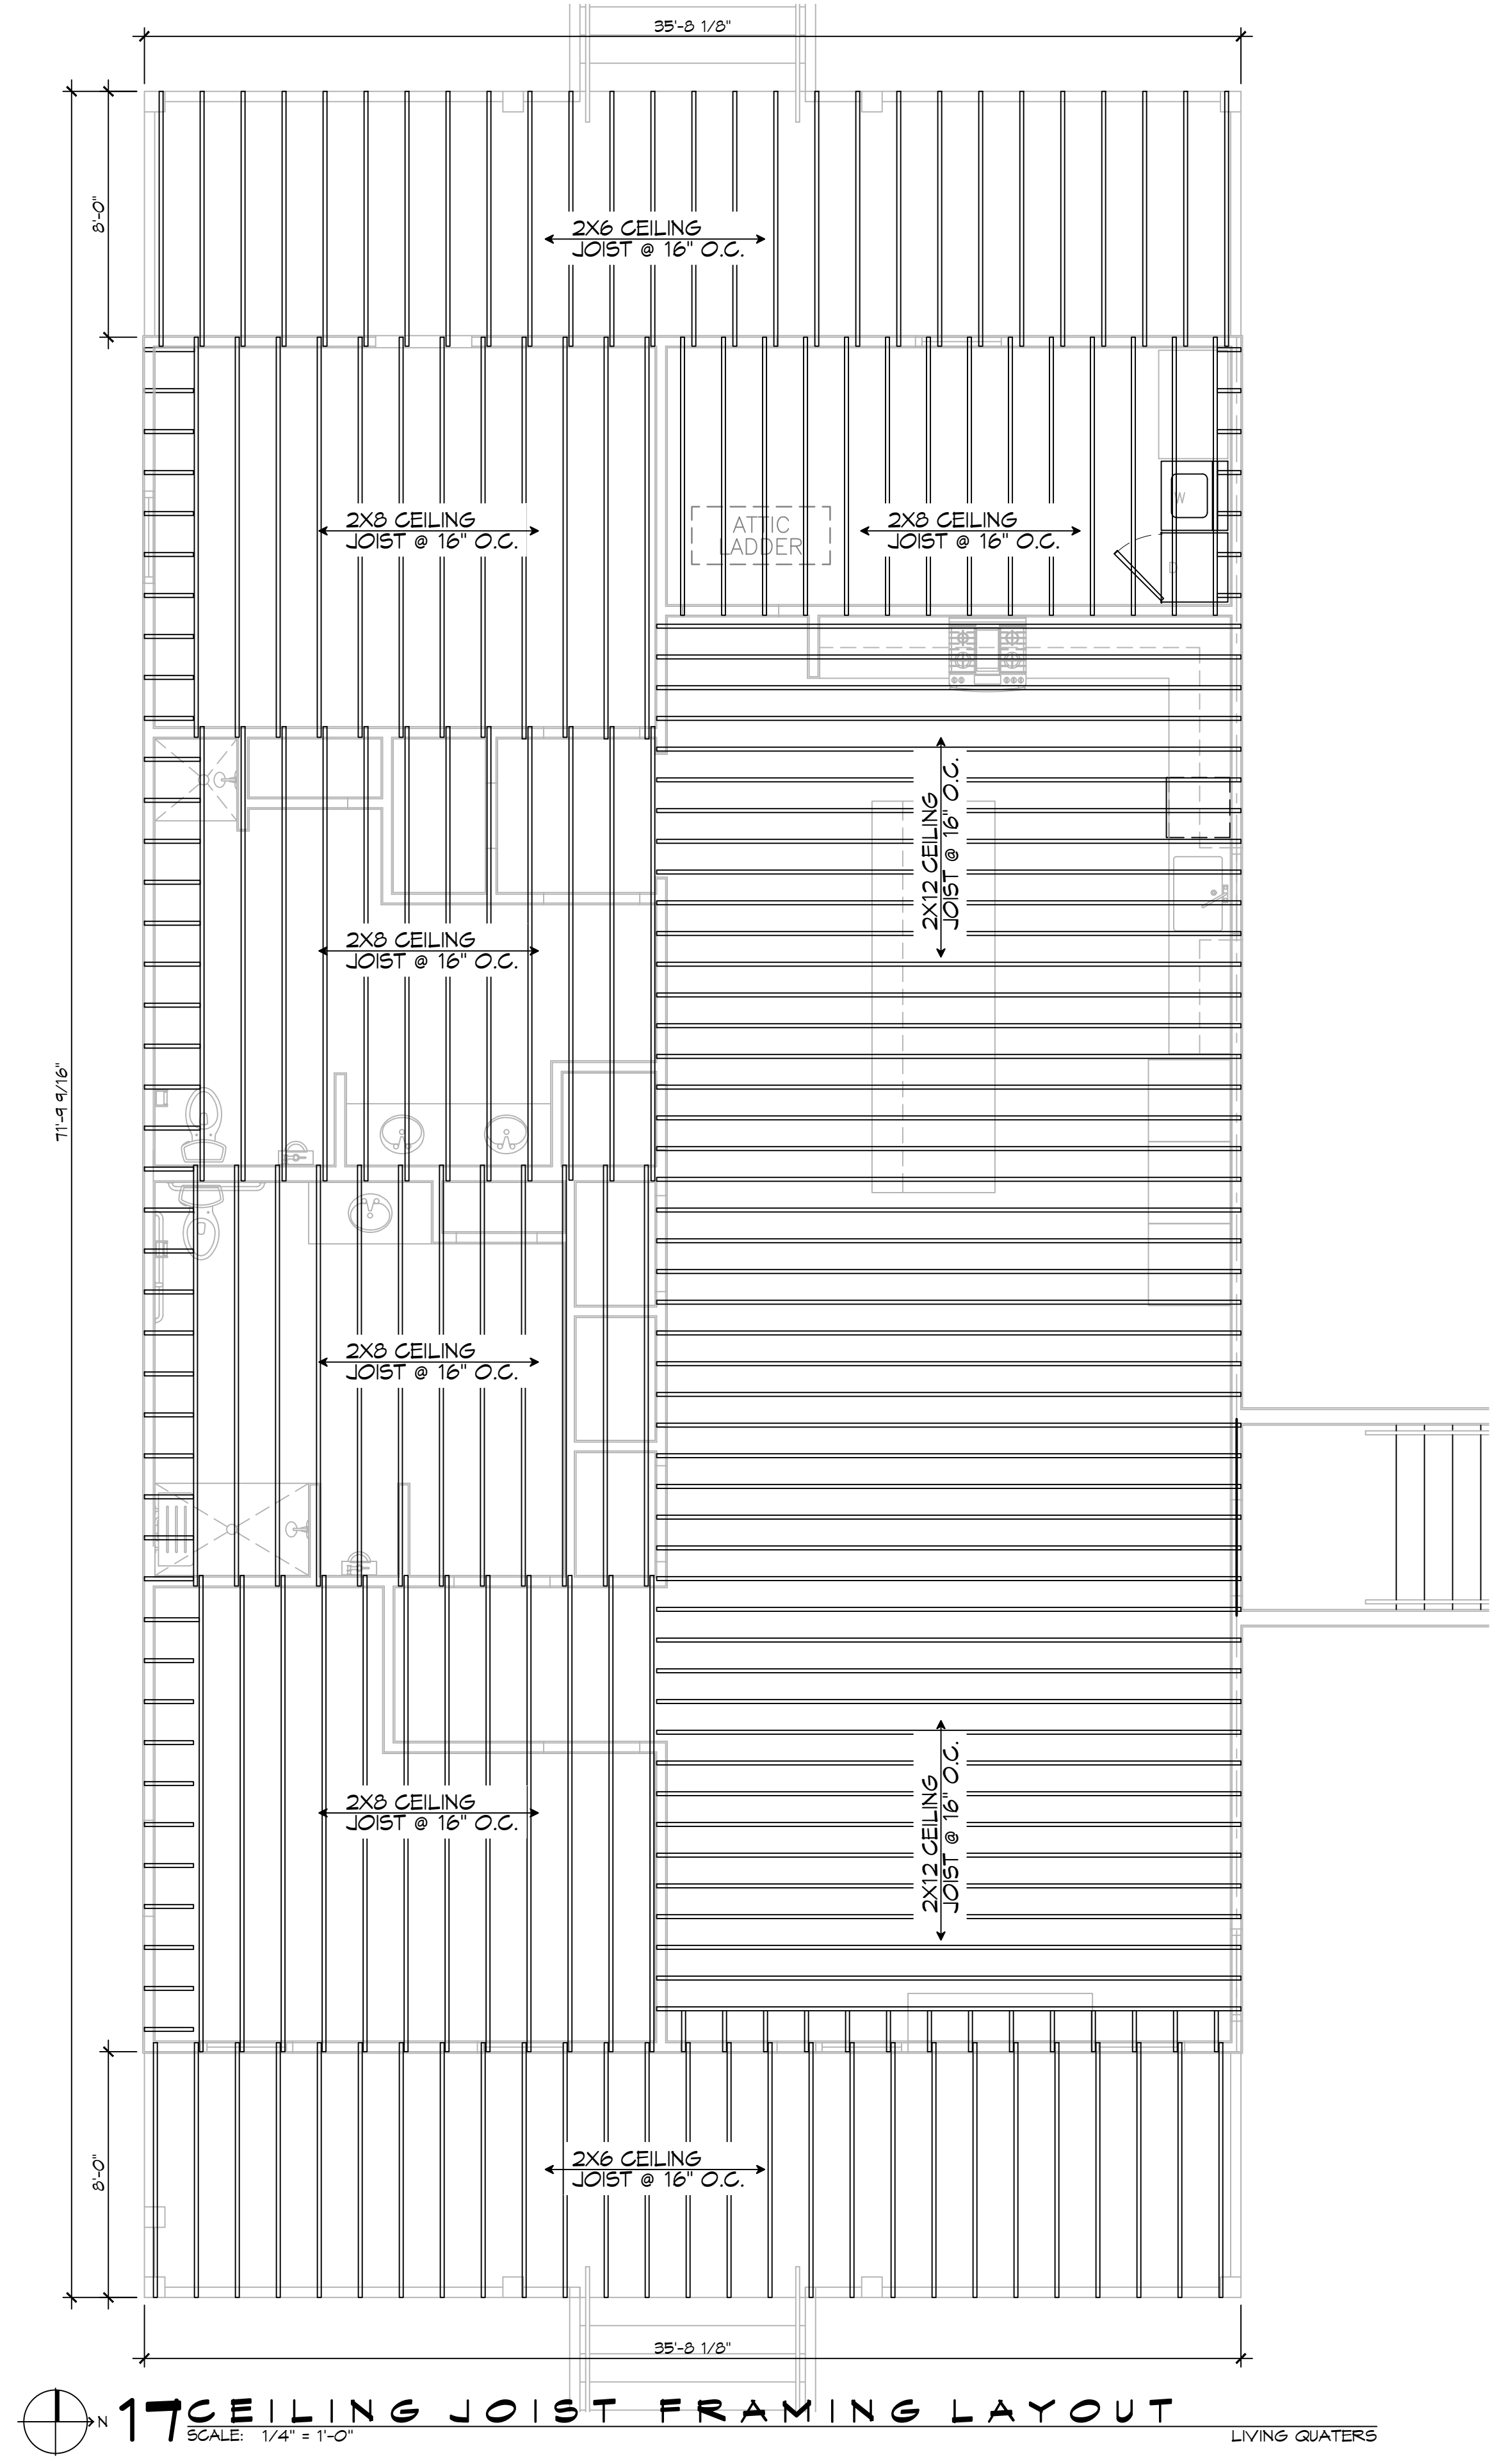 35'-8 1/8"
8'-0"
2X6 CEILING
JOIST @ 16" O.C.
2X8 CEILING
JOIST @ 16" O.C.
ATTIC
LADDER
2X8 CEILING
JOIST @ 16" O.C.
W
D
2X12 CEILING
JOIST @ 16" O.C.
2X8 CEILING
JOIST @ 16" O.C.
71'-9 9/16"
2X8 CEILING
JOIST @ 16" O.C.
2X8 CEILING
JOIST @ 16" O.C.
2X12 CEILING
JOIST @ 16" O.C.
8'-0"
2X6 CEILING
JOIST @ 16" O.C.
35'-8 1/8"
N
17 CEILING JOIST FRAMING LAYOUT
SCALE: 1/4" = 1'-0"
LIVING QUATERS